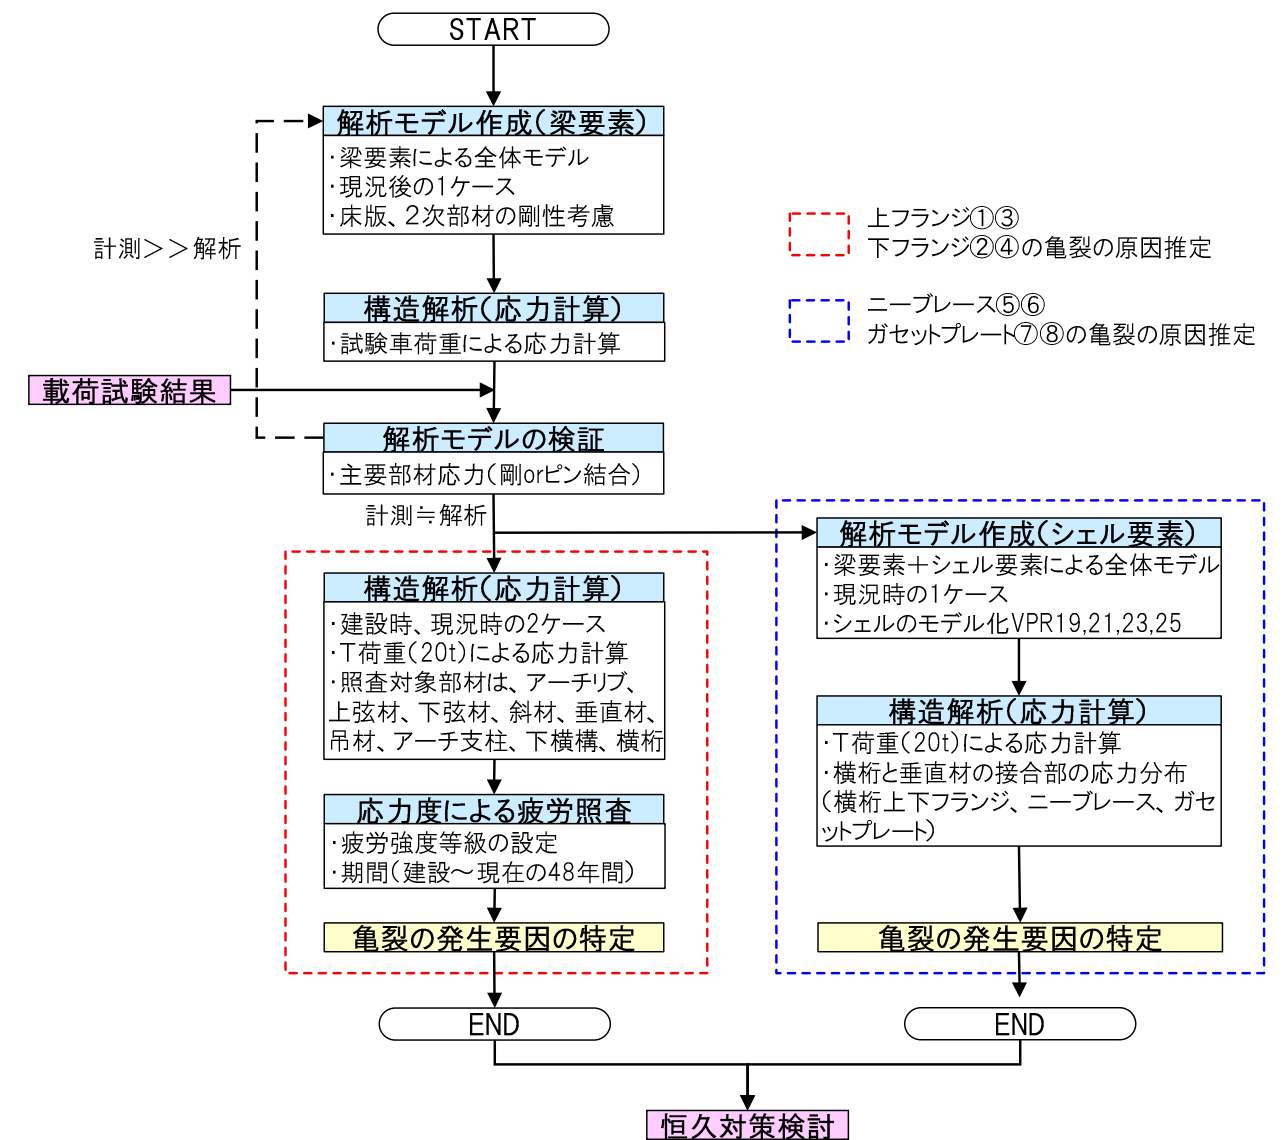 START
解析モデル作成(梁要素)
・梁要素による全体モデル
・現況後の1ケース
・床版、2次部材の剛性考慮
上フランジ①③
下フランジ②④の亀裂の原因推定
計測>>解析
ニーブレース⑤⑥
ガセットプレート⑦⑧の亀裂の原因推定
構造解析(応力計算)
・試験車荷重による応力計算
載荷試験結果
解析モデルの検証
・主要部材応力(剛orピン結合)
計測≒解析
構造解析(応力計算)
・建設時、現況時の2ケース
・T荷重(20t)による応力計算
・照査対象部材は、アーチリブ、
上弦材、下弦材、斜材、垂直材、
吊材、アーチ支柱、下横構、横桁
応力度による疲労照査
・疲労強度等級の設定
・期間(建設~現在の48年間)
亀裂の発生要因の特定
END
解析モデル作成(シェル要素)
・梁要素+シェル要素による全体モデル
・現況時の1ケース
・シェルのモデル化VPR19,21,23,25
構造解析(応力計算)
・T荷重(20t)による応力計算
・横桁と垂直材の接合部の応力分布
(横桁上下フランジ、ニーブレース、ガセ
ットプレート)
亀裂の発生要因の特定
END
恒久対策検討